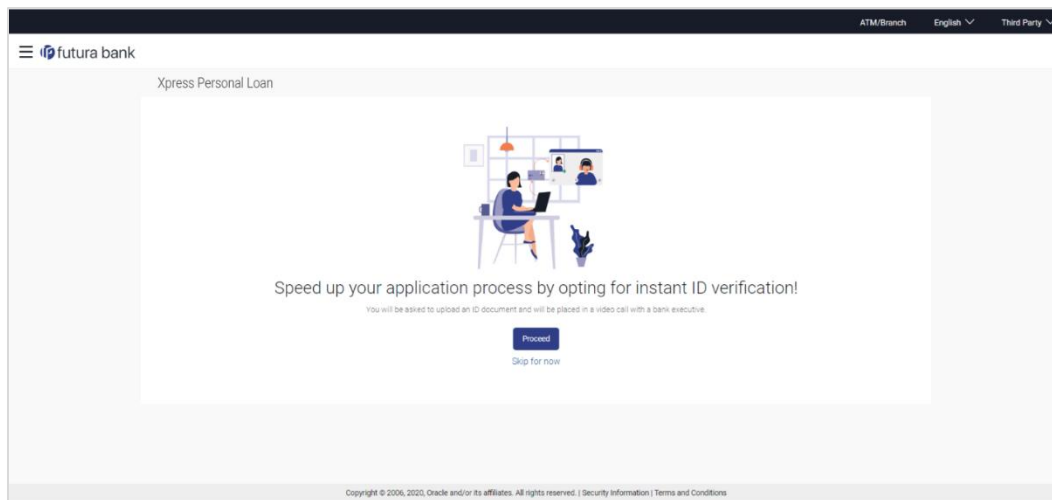 ATM/Branch English Third Party
futura bank
Xpress Personal Loan
Speed up your application process by opting for instant ID verification!
You will be asked to upload an ID document and will be placed in a video call with a bank executive.
Proceed
Skip for now
Copyright © 2006, 2020, Oracle and/or its affiliates. All rights reserved. | Security Information | Terms and Conditions